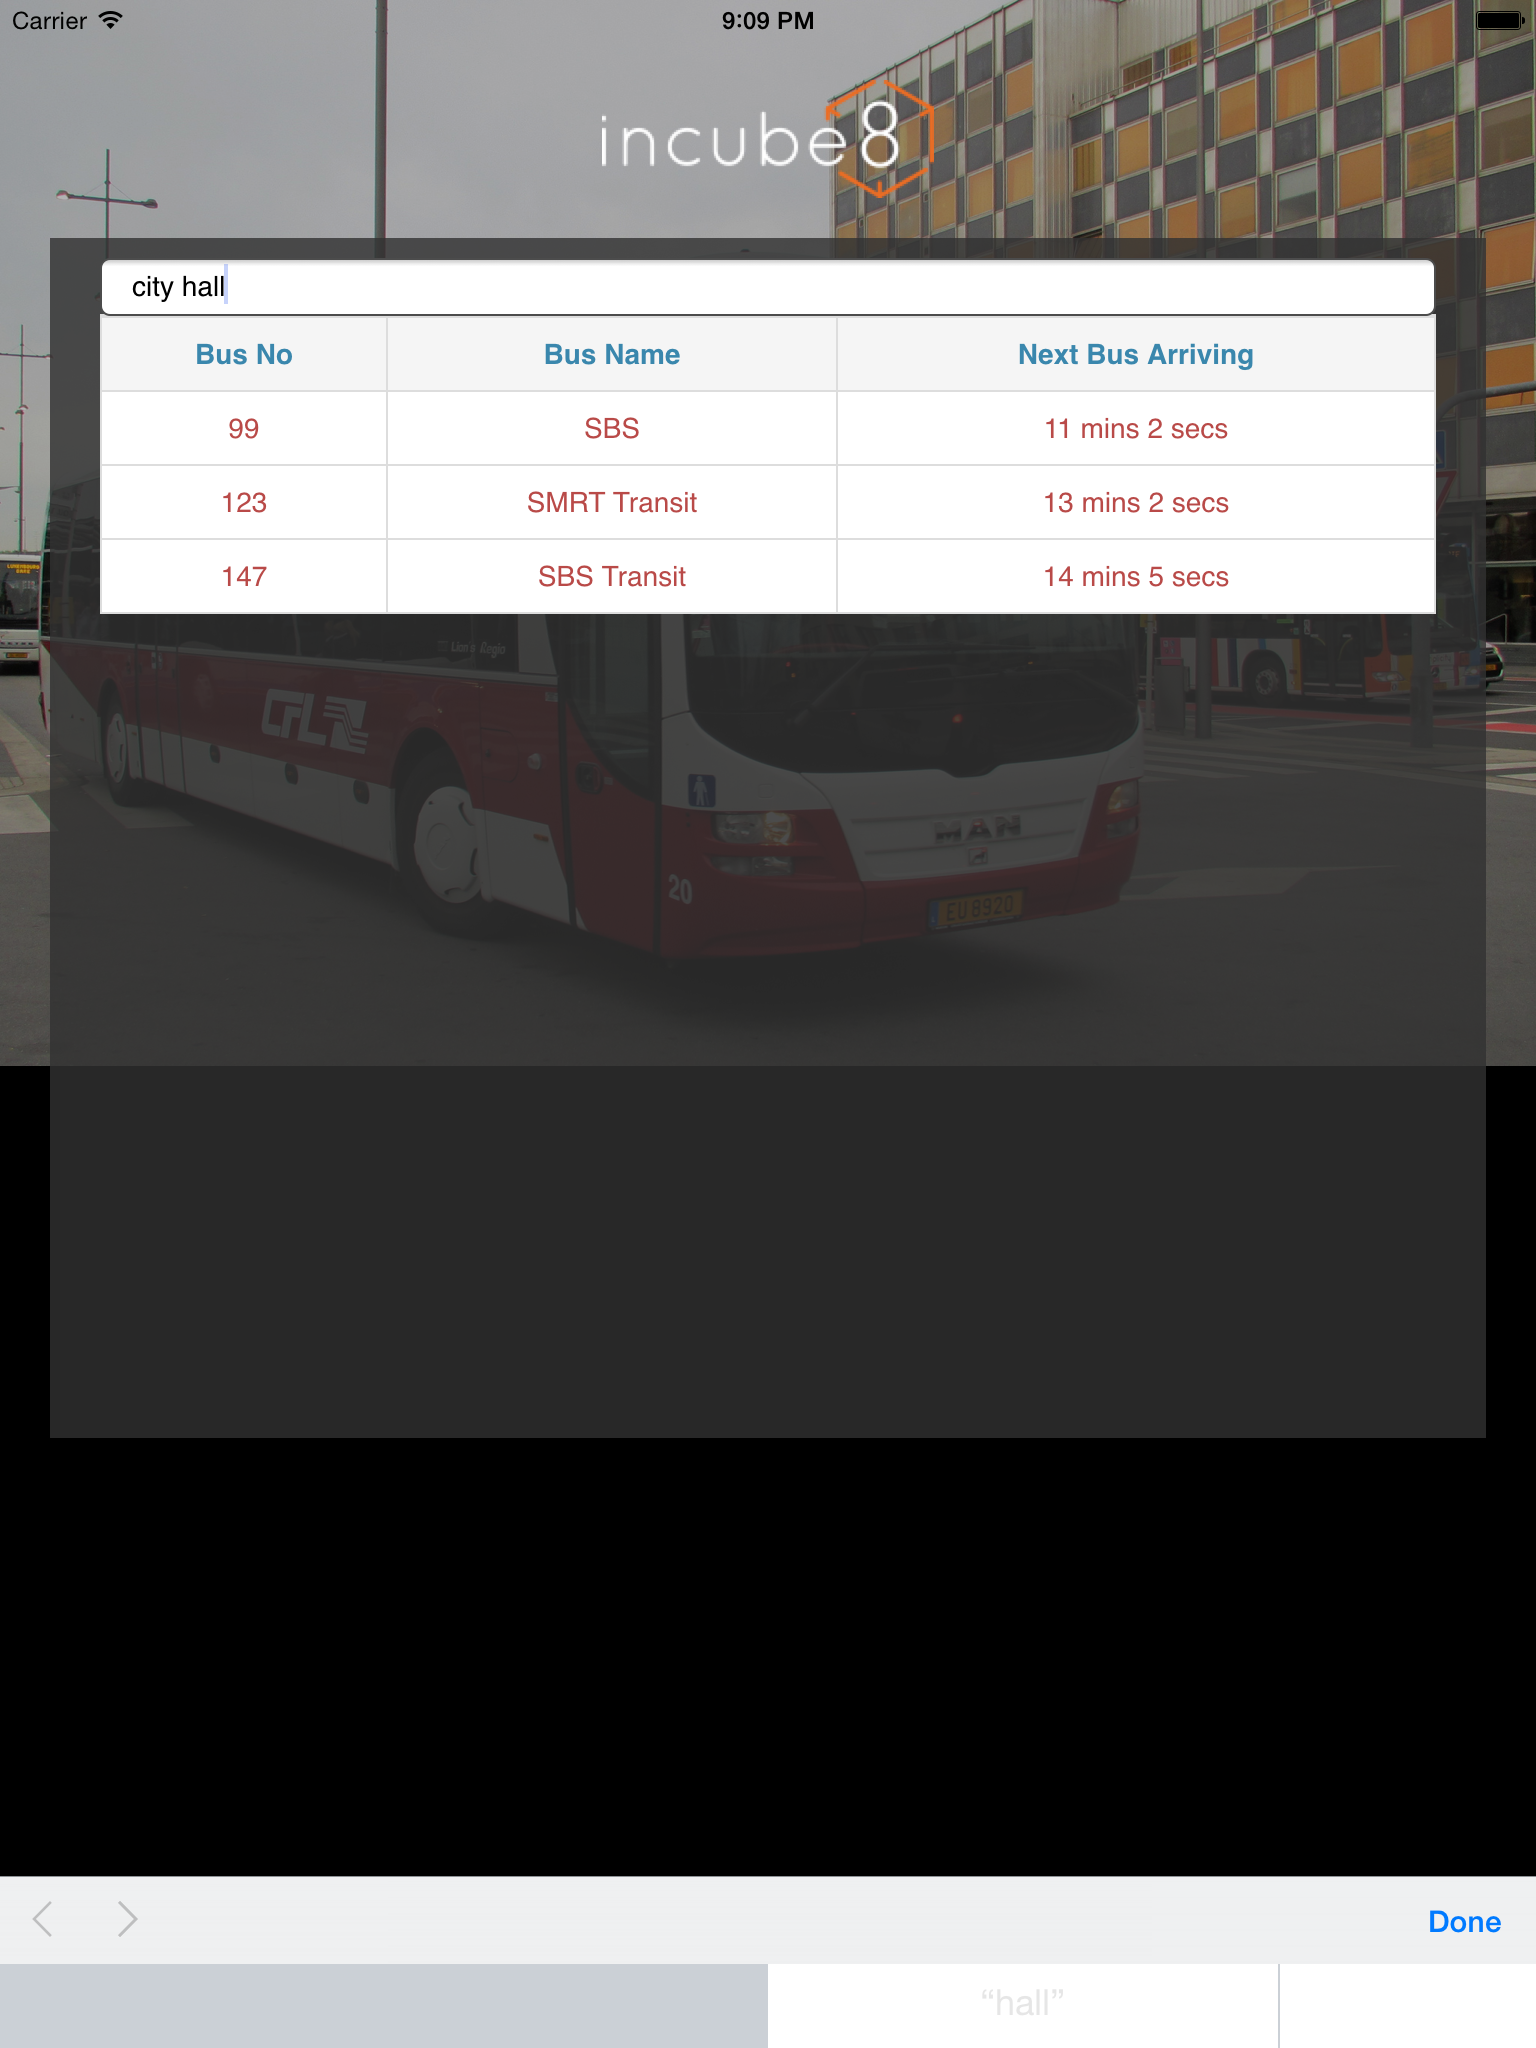 Carrier 9:09 PM
incube8
city hall
Bus No Bus Name Next Bus Arriving
99 SBS 11 mins 2 secs
123 SMRT Transit 13 mins 2 secs
147 SBS Transit 14 mins 5 secs
CFL
MAN
20
EU8920
Done
“hall”